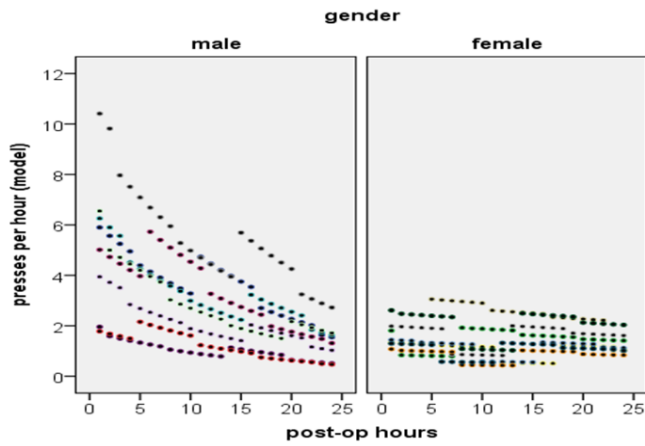 gender
male female
presses per hour (model)
12
10
8
6
4
2
0
0 5 10 15 20 25 0 5 10 15 20 25
post-op hours